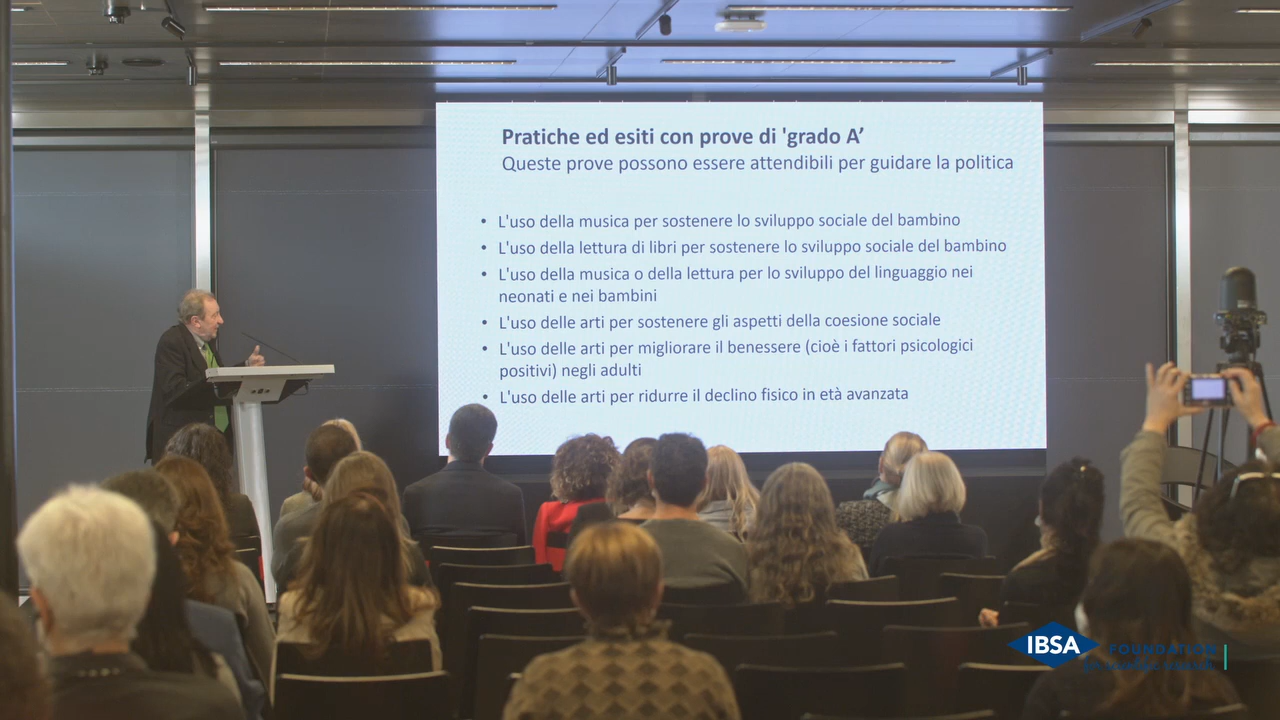 Pratiche ed esiti con prove di 'grado A’
Queste prove possono essere attendibili per guidare la politica
• L'uso della musica per sostenere lo sviluppo sociale del bambino
• L'uso della lettura di libri per sostenere lo sviluppo sociale del bambino
• L'uso della musica o della lettura per lo sviluppo del linguaggio nei
neonati e nei bambini
• L'uso delle arti per sostenere gli aspetti della coesione sociale
• L'uso delle arti per migliorare il benessere (cioè i fattori psicologici
positivi) negli adulti
• L'uso delle arti per ridurre il declino fisico in età avanzata
IBSA FOUNDATION
for scientific research